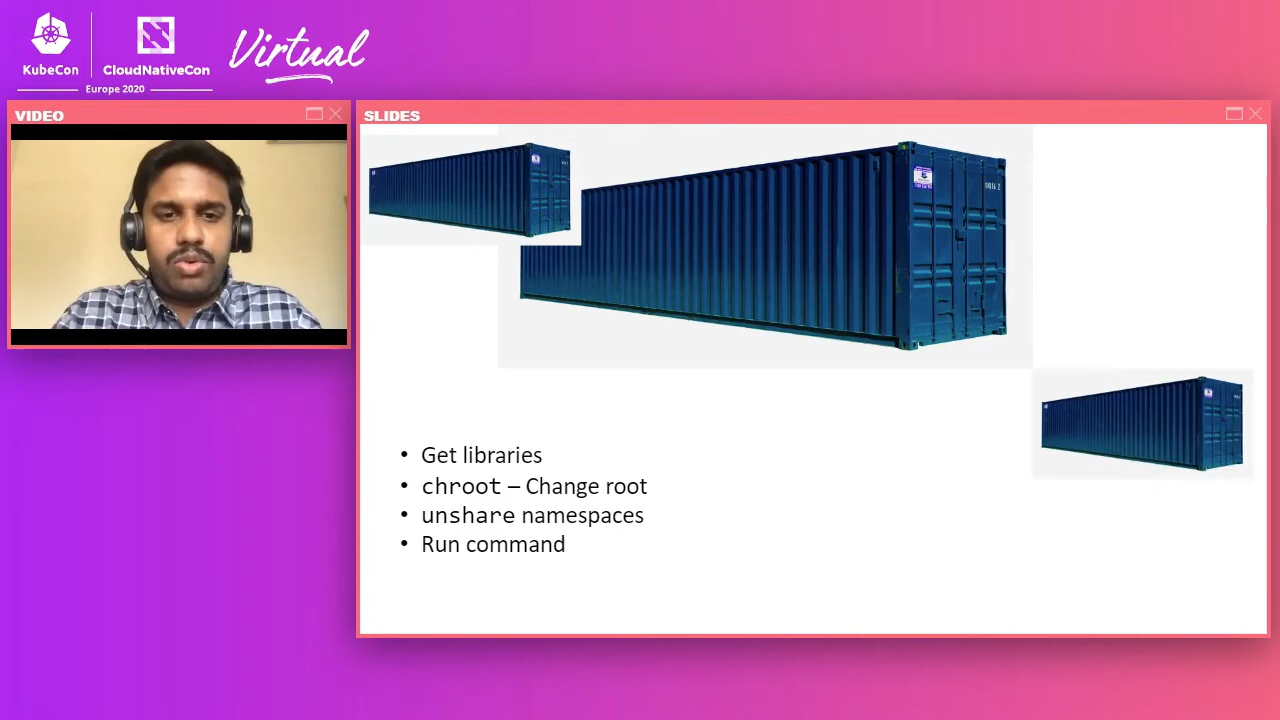 KubeCon
CloudNativeCon
Europe 2020
Virtual
VIDEO
SLIDES
• Get libraries
• chroot – Change root
• unshare namespaces
• Run command